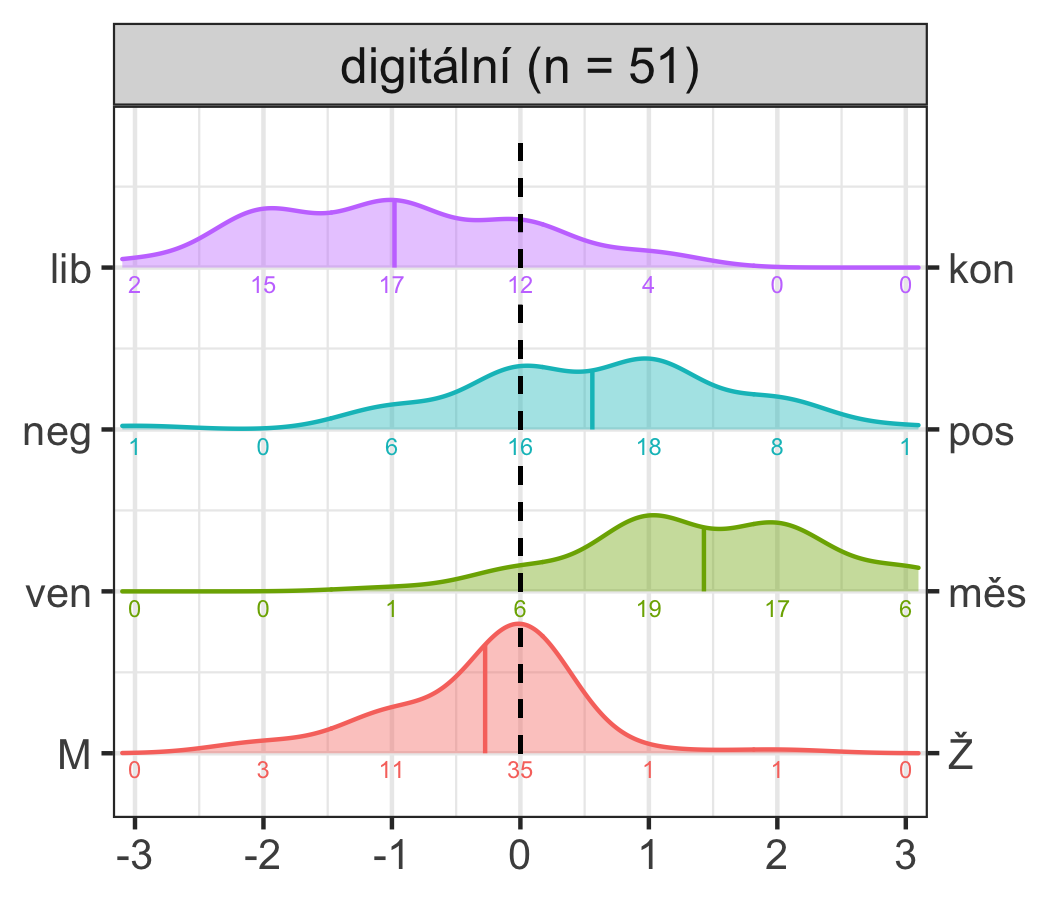 digitální (n = 51)
lib kon
2 15 17 12 4 0 0
neg pos
1 0 6 16 18 8 1
ven měs
0 0 1 6 19 17 6
M Ž
0 3 11 35 1 1 0
-3 -2 -1 0 1 2 3